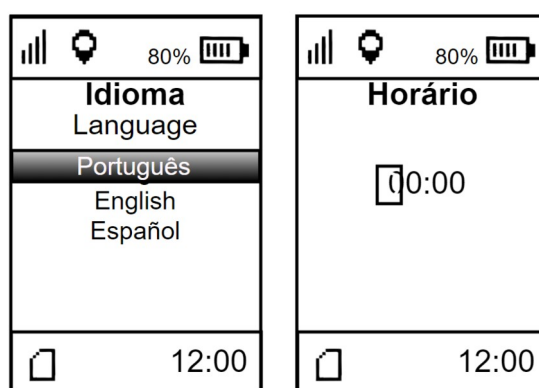 80%
Idioma
Language
Português
English
Español
12:00
80%
Horário
00:00
12:00